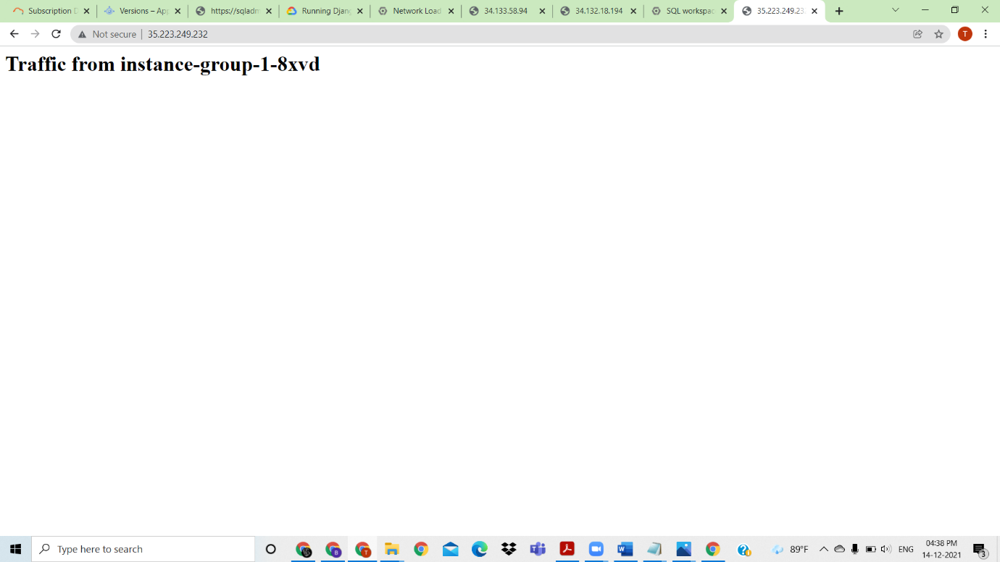 Subscription D
Versions – App
https://sqladm
Running Djang
Network Load
34.133.58.94
34.132.18.194
SQL workspac
35.223.249.23
Not secure
35.223.249.232
T
Traffic from instance-group-1-8xvd
Type here to search
B
T
W
89°F
ENG
04:38 PM
14-12-2021
3